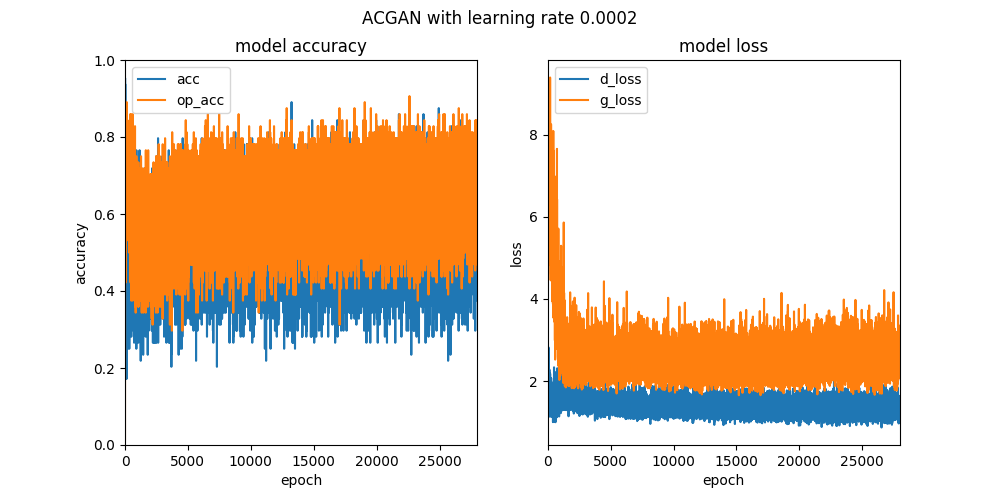 ACGAN with learning rate 0.0002
model accuracy
acc
op_acc
accuracy
1.0
0.8
0.6
0.4
0.2
0.0
0 5000 10000 15000 20000 25000
epoch
model loss
d_loss
g_loss
loss
8
6
4
2
0 5000 10000 15000 20000 25000
epoch